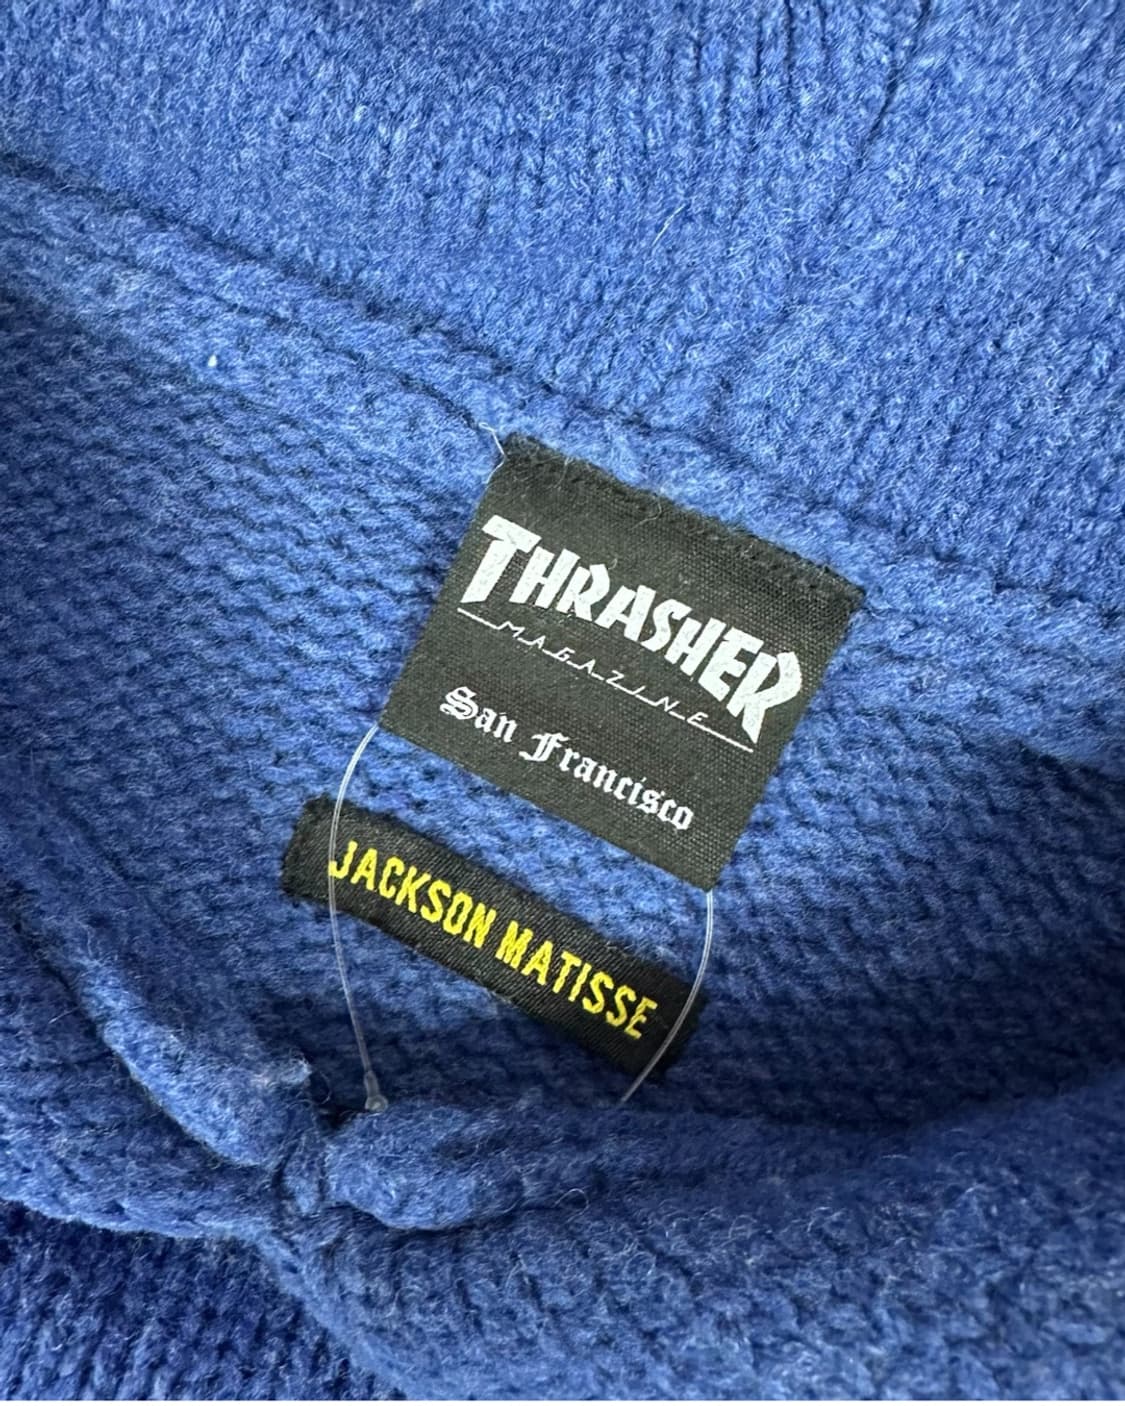 THRASHER
MAGAZINE
San Francisco
JACKSON MATISSE